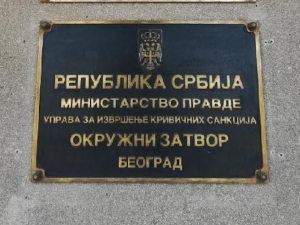 РЕПУБЛИКА СРБИЈА
МИНИСТАРСТВО ПРАВДЕ
УПРАВА ЗА ИЗВРШЕЊЕ КРИВИЧНИХ САНКЦИЈА
ОКРУЖНИ ЗАТВОР
БЕОГРАД